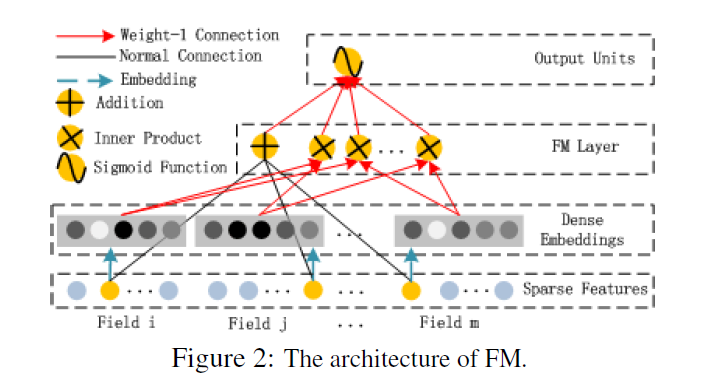 Weight-1 Connection
Normal Connection
Embedding
Addition
Inner Product
Sigmoid Function
Output Units
...
FM Layer
...
Dense
Embeddings
... ... ... ... ...
Sparse Features
Field i
Field j
...
Field m
Figure 2: The architecture of FM.